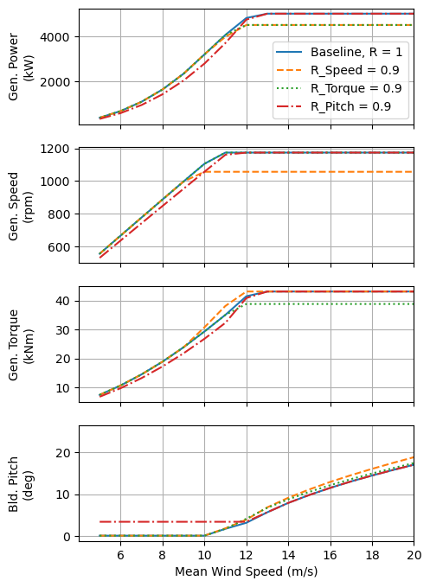 Gen. Power
(kW)
4000
2000
Baseline, R = 1
R_Speed = 0.9
R_Torque = 0.9
R_Pitch = 0.9
Gen. Speed
(rpm)
1200
1000
800
600
Gen. Torque
(kNm)
40
30
20
10
Bld. Pitch
(deg)
20
10
0
6 8 10 12 14 16 18 20
Mean Wind Speed (m/s)